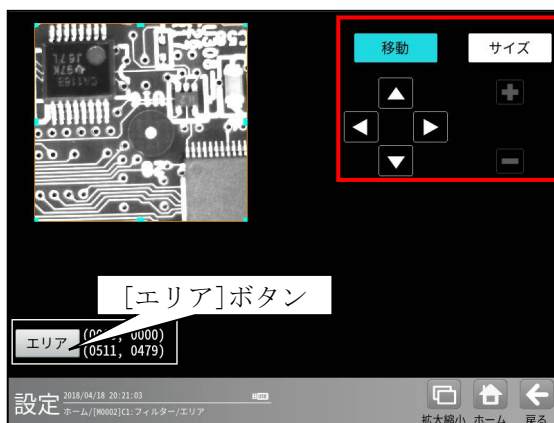 移動
サイズ
[エリア]ボタン
エリア
0000)
(0511, 0479)
設定
2018/04/18 20:21:03
ホーム/[M0002]C1:フィルター/エリア
拡大縮小
ホーム
戻る